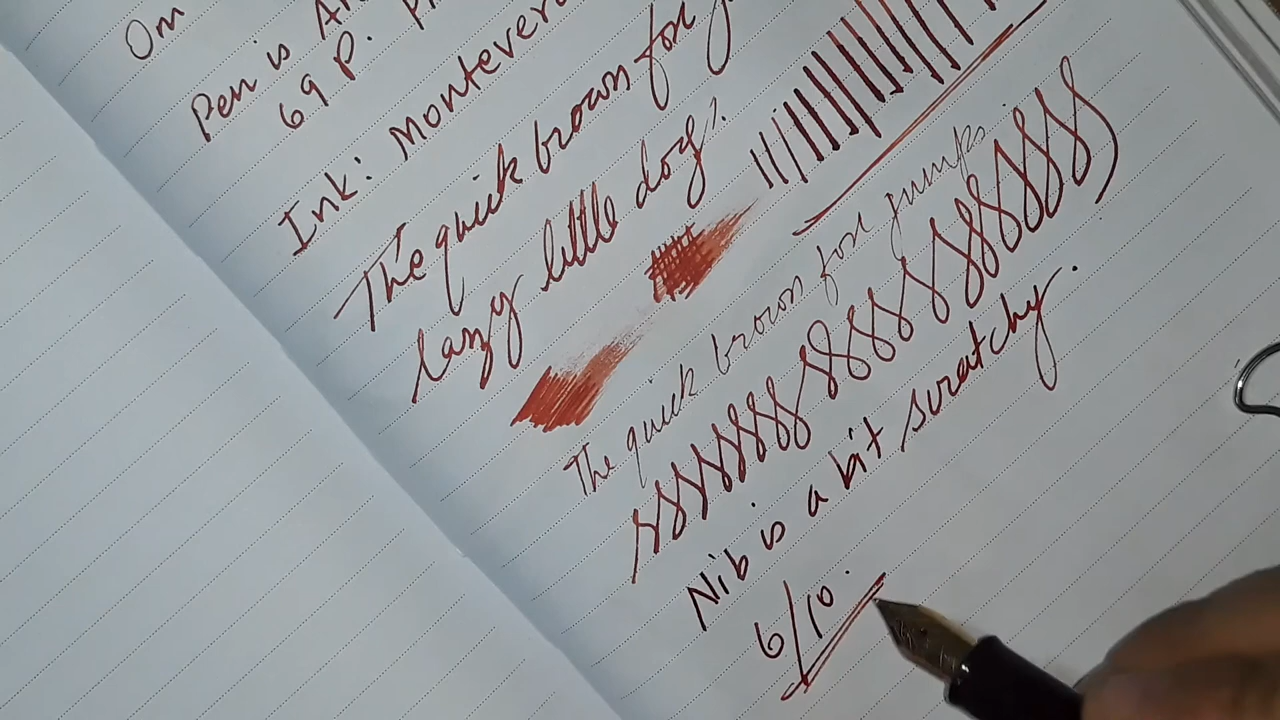 Om
Pen is
69 P.
Ink: Montever
The quick brown fox
lazy little dog.
The quick brown fox jumps
Nib is a bit scratchy.
6/10.